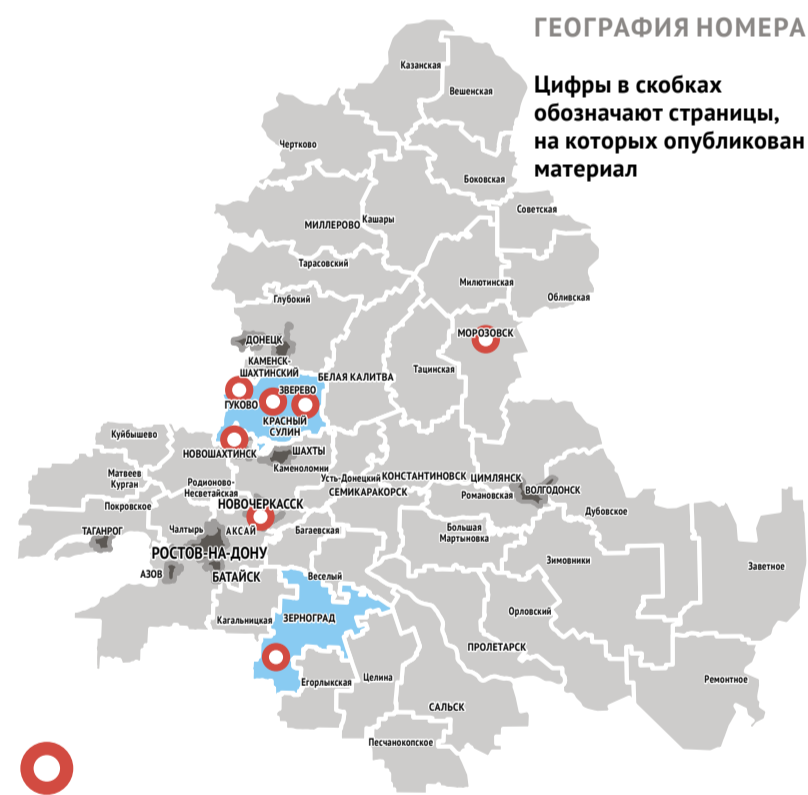 ГЕОГРАФИЯ НОМЕРА
Цифры в скобках
обозначают страницы,
на которых опубликован
материал
Казанская
Вешенская
Чертково
Боковская
Советская
МИЛЛЕРОВО
Кашары
Тарасовский
Милютинская
Обливская
Глубокий
МОРОЗОВСК
ДОНЕЦК
КАМЕНСК-
ШАХТИНСКИЙ
Тацинская
БЕЛАЯ КАЛИТВА
ЗВЕРЕВО
ГУКОВО
КРАСНЫЙ
СУЛИН
Куйбышево
НОВОШАХТИНСК
ШАХТЫ
Каменоломни
Матвеев
Курган
Родионово-
Несветайская
Усть-Донецкий
КОНСТАНТИНОВСК
ЦИМЛЯНСК
СЕМИКАРАКОРСК
Романовская
ВОЛГОДОНСК
Покровское
НОВОЧЕРКАССК
Дубовское
ТАГАНРОГ
Чалтырь
АКСАЙ
Багаевская
Большая
Мартыновка
РОСТОВ-НА-ДОНУ
Зимовники
Заветное
АЗОВ
БАТАЙСК
Веселый
Кагальницкая
ЗЕРНОГРАД
Орловский
ПРОЛЕТАРСК
Егорлыкская
Целина
Ремонтное
САЛЬСК
Песчанокопское